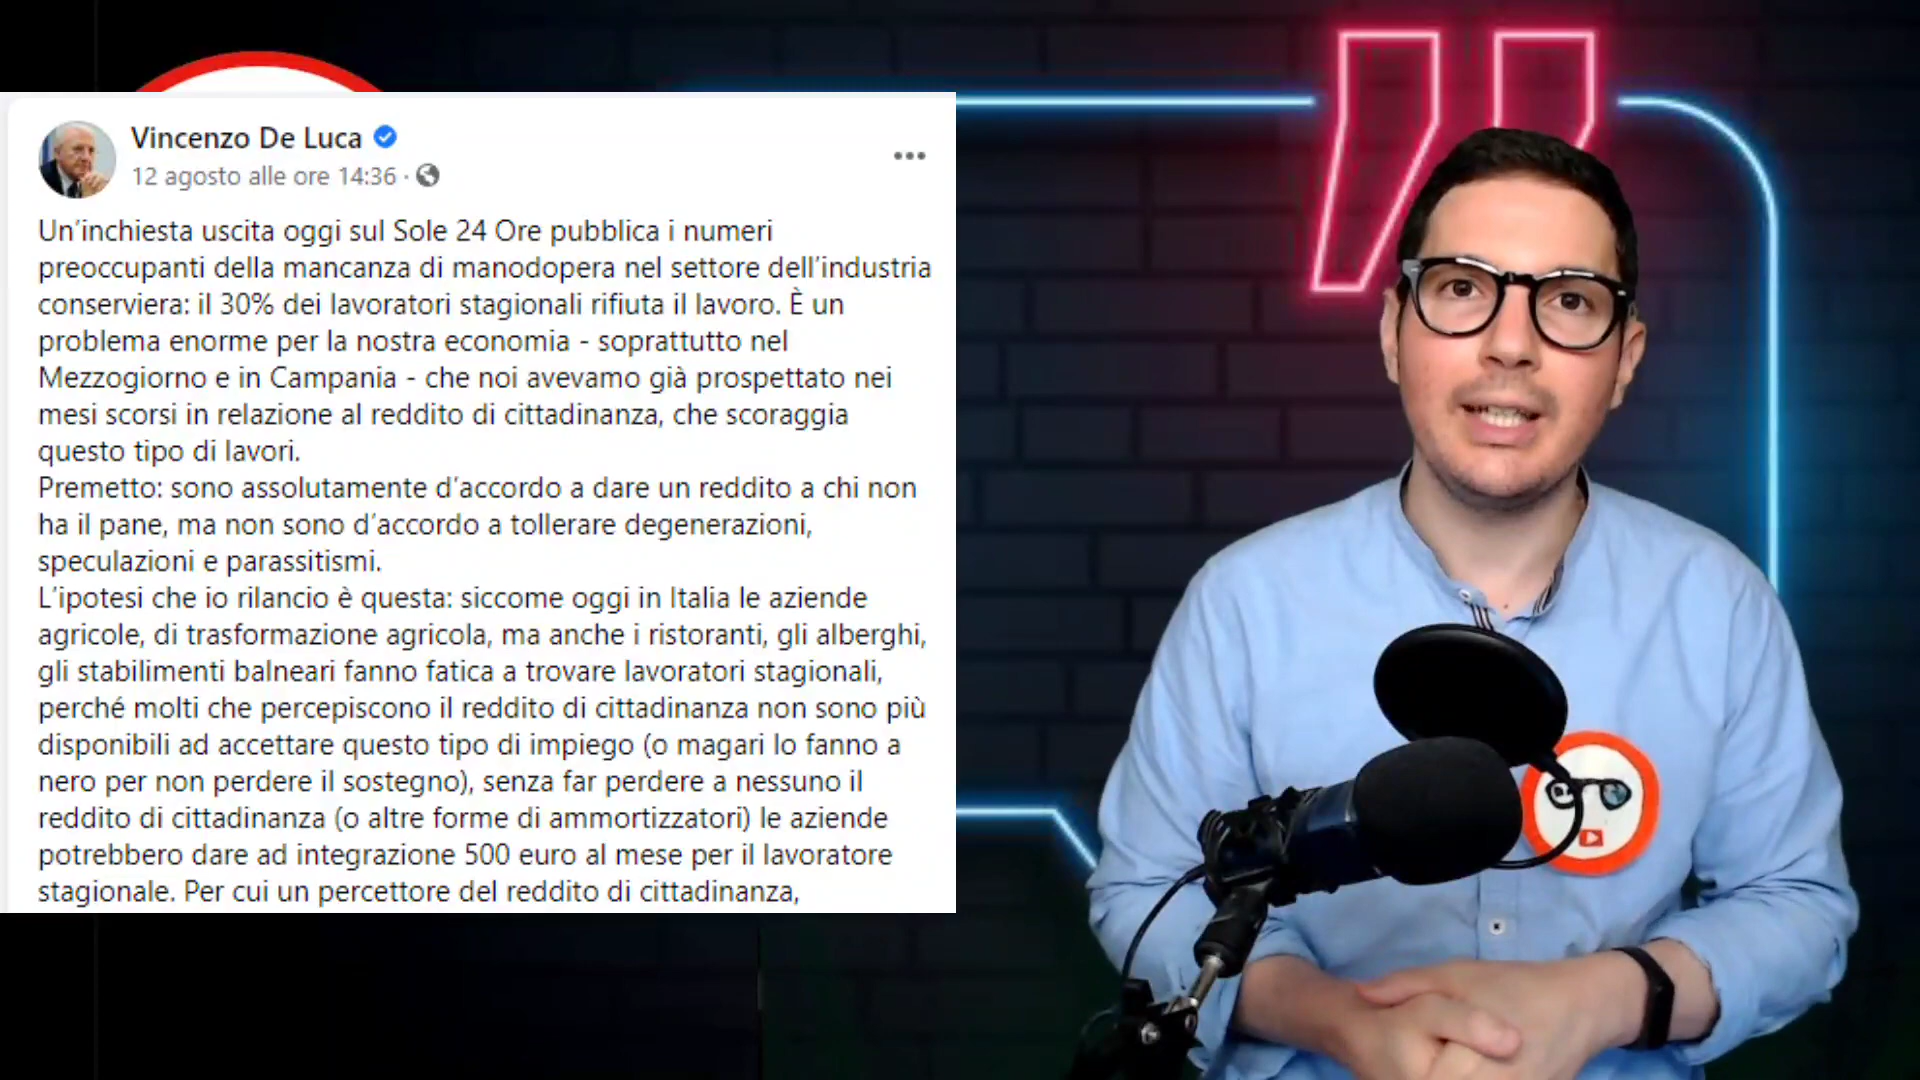 Vincenzo De Luca
12 agosto alle ore 14:36 ·
Un’inchiesta uscita oggi sul Sole 24 Ore pubblica i numeri
preoccupanti della mancanza di manodopera nel settore dell’industria
conserviera: il 30% dei lavoratori stagionali rifiuta il lavoro. È un
problema enorme per la nostra economia - soprattutto nel
Mezzogiorno e in Campania - che noi avevamo già prospettato nei
mesi scorsi in relazione al reddito di cittadinanza, che scoraggia
questo tipo di lavori.
Premetto: sono assolutamente d’accordo a dare un reddito a chi non
ha il pane, ma non sono d’accordo a tollerare degenerazioni,
speculazioni e parassitismi.
L’ipotesi che io rilancio è questa: siccome oggi in Italia le aziende
agricole, di trasformazione agricola, ma anche i ristoranti, gli alberghi,
gli stabilimenti balneari fanno fatica a trovare lavoratori stagionali,
perché molti che percepiscono il reddito di cittadinanza non sono più
disponibili ad accettare questo tipo di impiego (o magari lo fanno a
nero per non perdere il sostegno), senza far perdere a nessuno il
reddito di cittadinanza (o altre forme di ammortizzatori) le aziende
potrebbero dare ad integrazione 500 euro al mese per il lavoratore
stagionale. Per cui un percettore del reddito di cittadinanza,